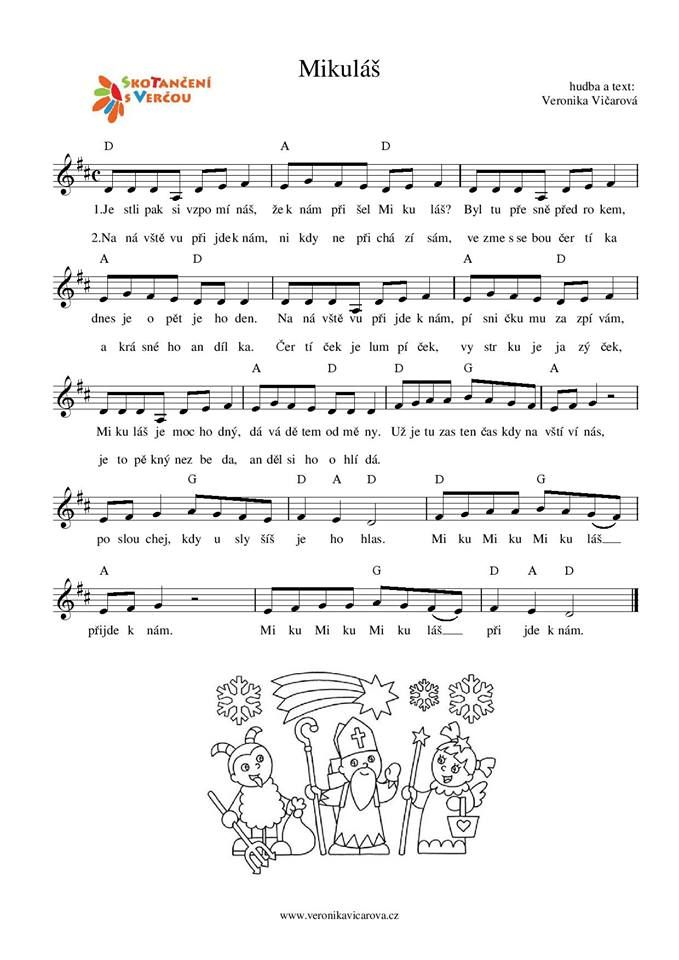 Mikuláš
SKOTANČENÍ
S VERČOU
hudba a text:
Veronika Vičarová
D A D
1.Je stli pak si vzpo mí náš, že k nám při šel Mi ku láš? Byl tu pře sně před ro kem,
2.Na ná vště vu při jde k nám, ni kdy ne při chá zí sám, ve zme s se bou čer tí ka
A D A D
dnes je o pět je ho den. Na ná vště vu při jde k nám, pí sni čku mu za zpí vám,
a krá sné ho an díl ka. Čer tí ček je lum pí ček, vy str ku je ja zý ček,
A D D G A
Mi ku láš je moc ho dný, dá vá dě tem od mě ny. Už je tu zas ten čas kdy na vští ví nás,
je to pě kný nez be da, an děl si ho o hlí dá.
G D A D D G
po slou chej, kdy u sly šíš je ho hlas. Mi ku Mi ku Mi ku láš
A G D A D
přijde k nám. Mi ku Mi ku Mi ku láš při jde k nám.
www.veronikavicarova.cz